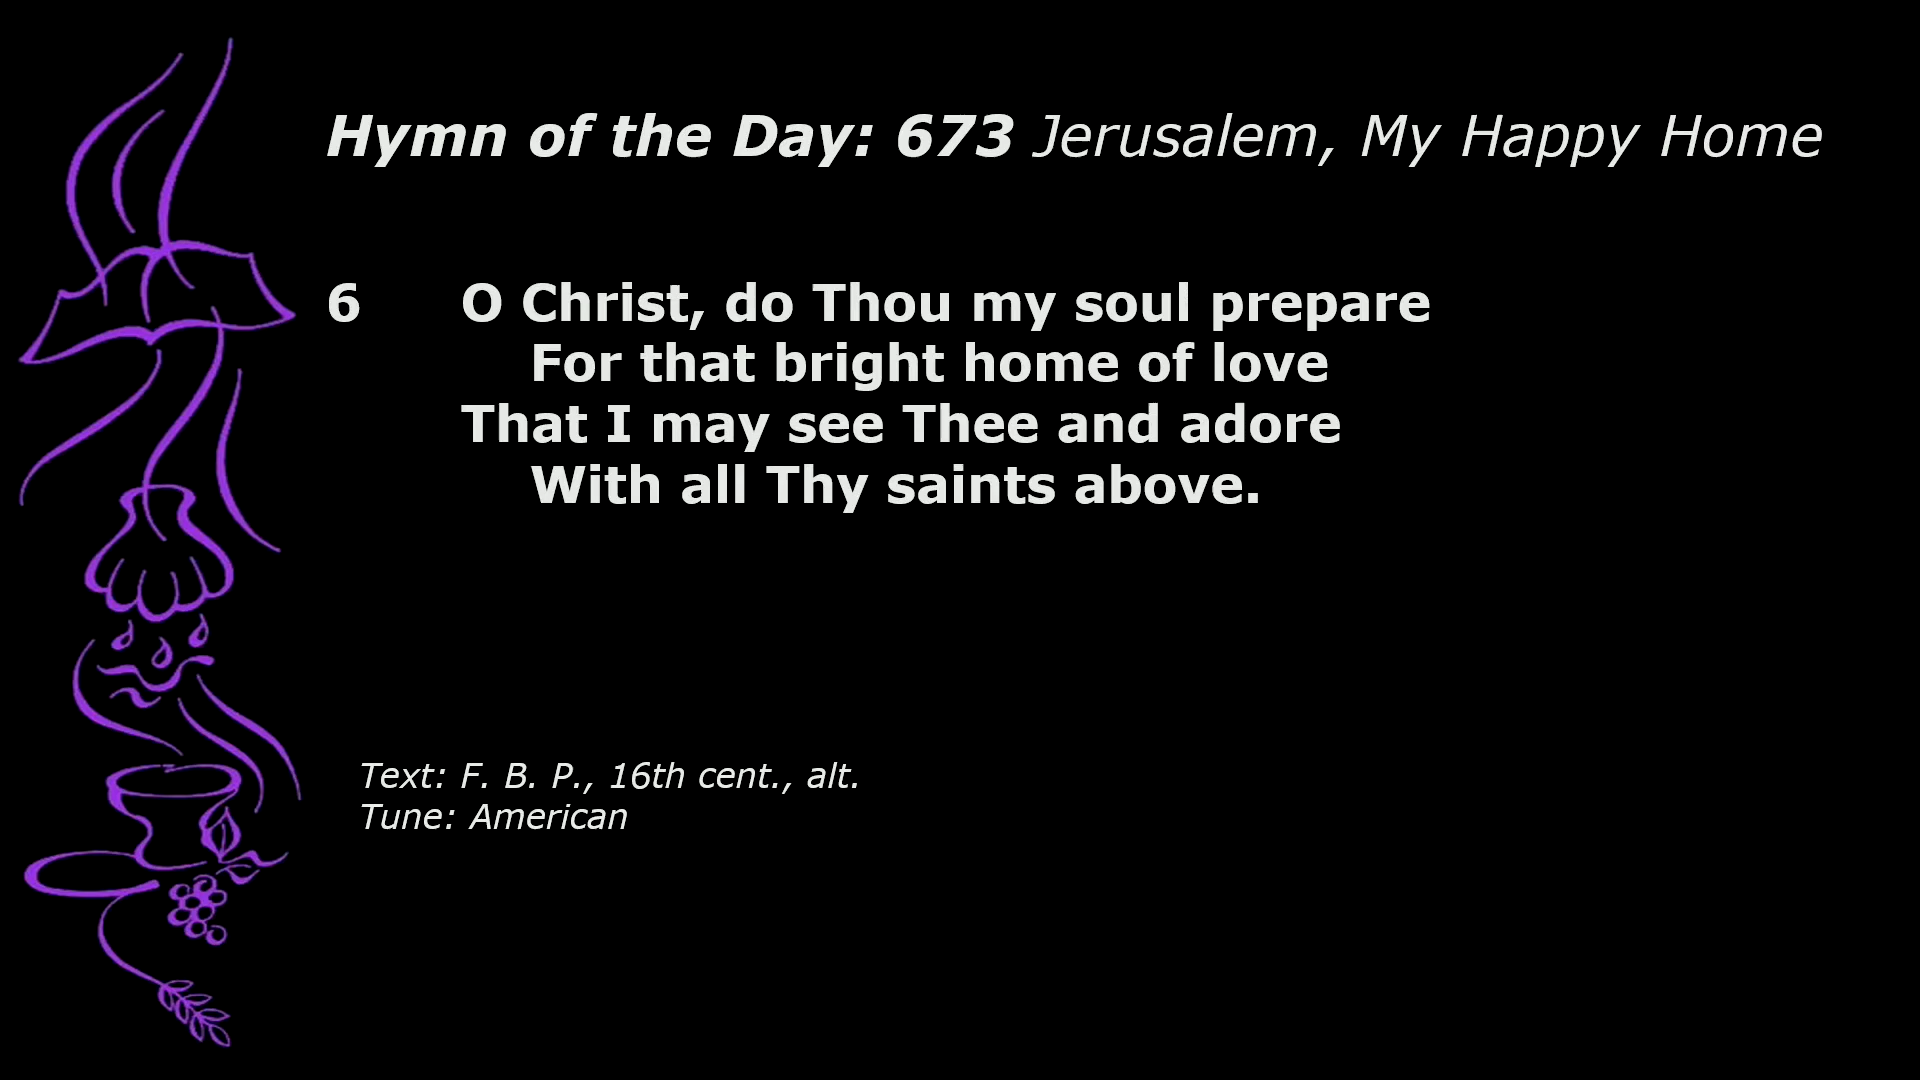 Hymn of the Day: 673 Jerusalem, My Happy Home
6 O Christ, do Thou my soul prepare
For that bright home of love
That I may see Thee and adore
With all Thy saints above.
Text: F. B. P., 16th cent., alt.
Tune: American